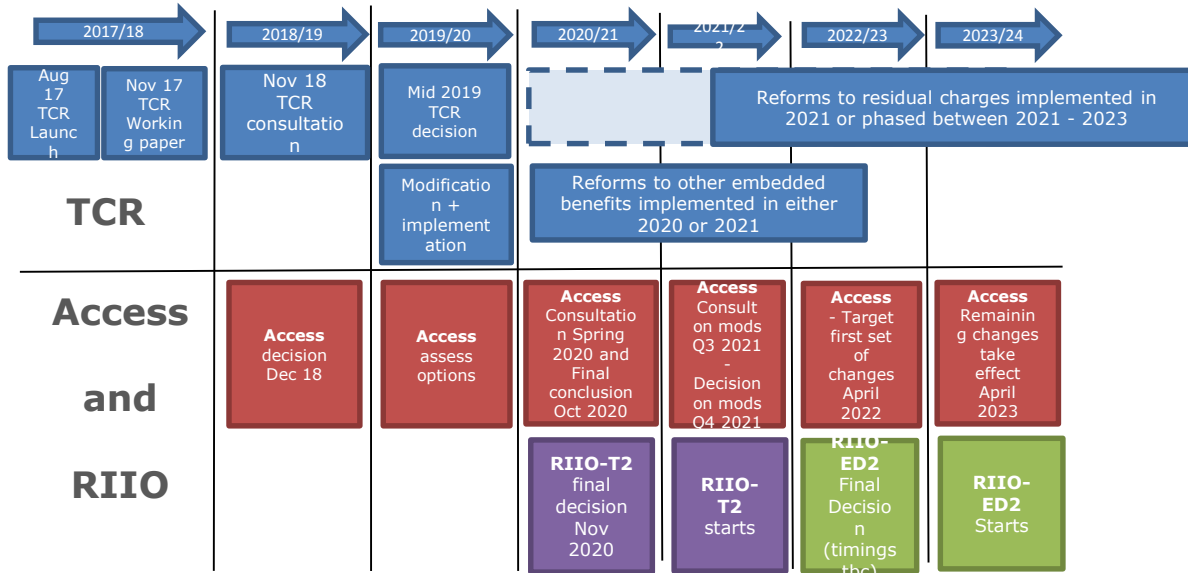 2017/18
2018/19
2019/20
2020/21
2021/2
2
2022/23
2023/24
Aug
17
TCR
Launc
h
Nov 17
TCR
Workin
g paper
Nov 18
TCR
consultatio
n
Mid 2019
TCR
decision
Reforms to residual charges implemented in
2021 or phased between 2021 - 2023
TCR
Modificatio
n +
implement
ation
Reforms to other embedded
benefits implemented in either
2020 or 2021
Access
and
RIIO
Access
decision
Dec 18
Access
assess
options
Access
Consultatio
n Spring
2020 and
Final
conclusion
Oct 2020
Access
Consult
on mods
Q3 2021
-
Decision
on mods
Q4 2021
Access
- Target
first set
of
changes
April
2022
Access
Remainin
g changes
take
effect
April
2023
RIIO-T2
final
decision
Nov
2020
RIIO-
T2
starts
RIIO-
ED2
Final
Decisio
n
(timings
tbc)
RIIO-
ED2
Starts